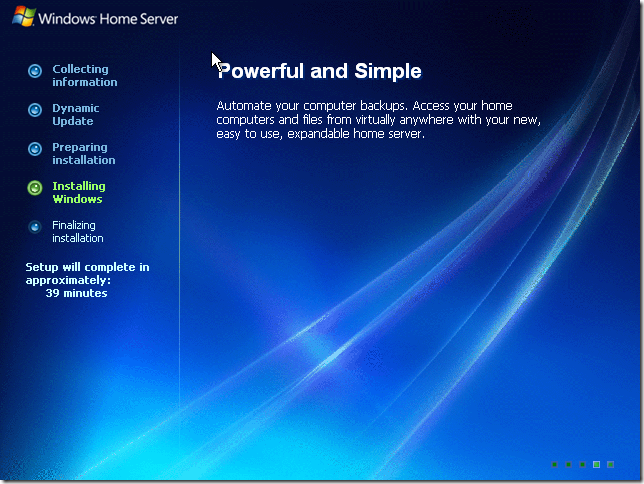 Windows Home Server
Collecting
information
Dynamic
Update
Preparing
installation
Installing
Windows
Finalizing
installation
Setup will complete in
approximately:
39 minutes
Powerful and Simple
Automate your computer backups. Access your home
computers and files from virtually anywhere with your new,
easy to use, expandable home server.